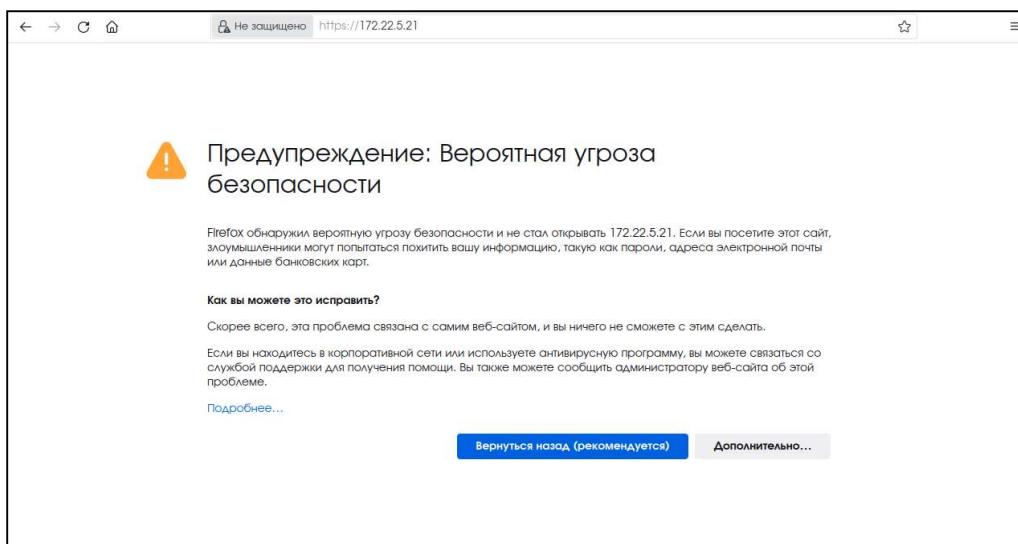 Не защищено https://172.22.5.21
Предупреждение: Вероятная угроза
безопасности
Firefox обнаружил вероятную угрозу безопасности и не стал открывать 172.22.5.21. Если вы посетите этот сайт,
злоумышленники могут попытаться похитить вашу информацию, такую как пароли, адреса электронной почты
или данные банковских карт.
Как вы можете это исправить?
Скорее всего, эта проблема связана с самим веб-сайтом, и вы ничего не сможете с этим сделать.
Если вы находитесь в корпоративной сети или используете антивирусную программу, вы можете связаться со
службой поддержки для получения помощи. Вы также можете сообщить администратору веб-сайта об этой
проблеме.
Подробнее...
Вернуться назад (рекомендуется) Дополнительно...